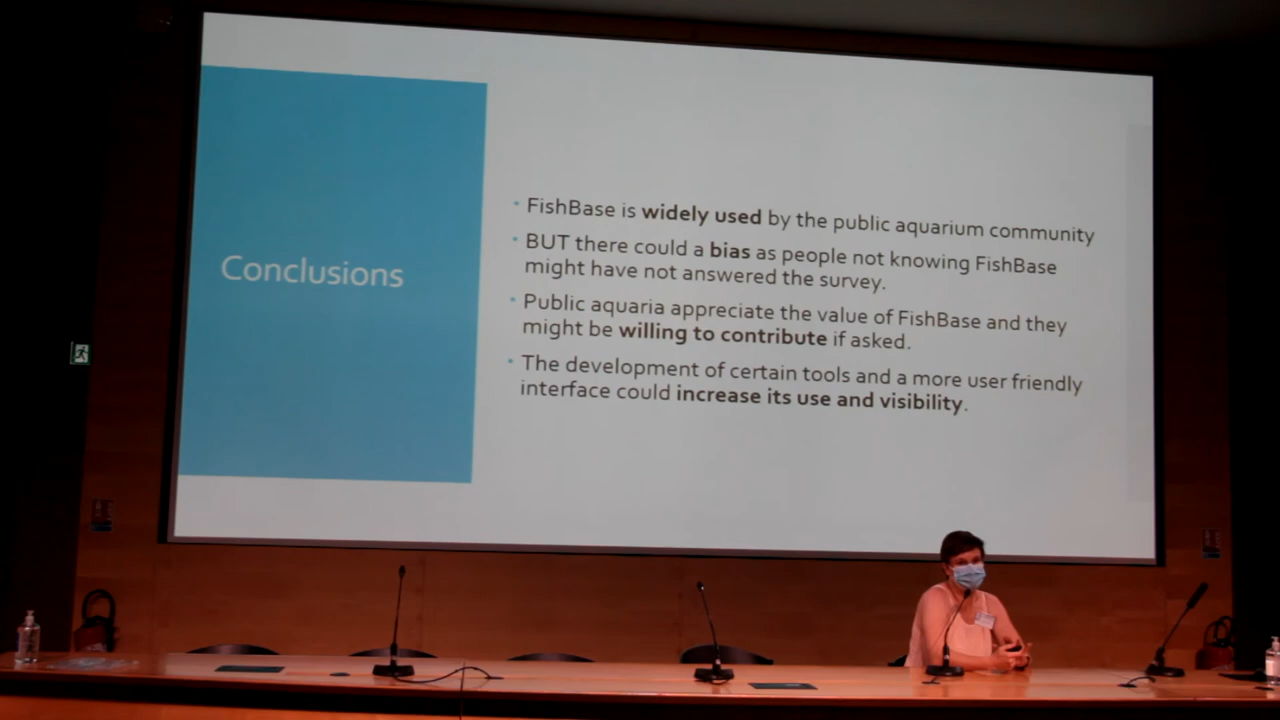 Conclusions
• FishBase is widely used by the public aquarium community
• BUT there could a bias as people not knowing FishBase
might have not answered the survey.
• Public aquaria appreciate the value of FishBase and they
might be willing to contribute if asked.
• The development of certain tools and a more user friendly
interface could increase its use and visibility.